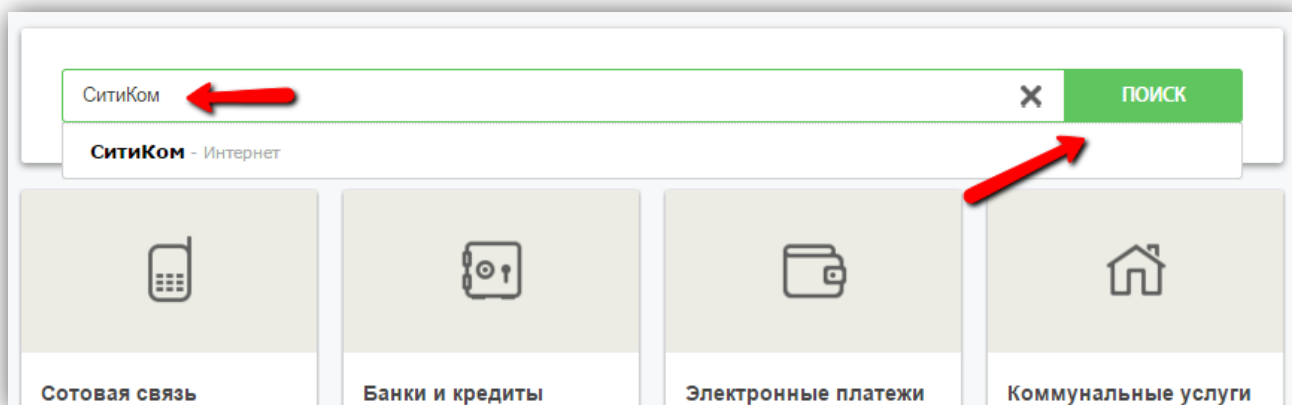 СитиКом
ПОИСК
СитиКом - Интернет
Сотовая связь
Банки и кредиты
Электронные платежи
Коммунальные услуги